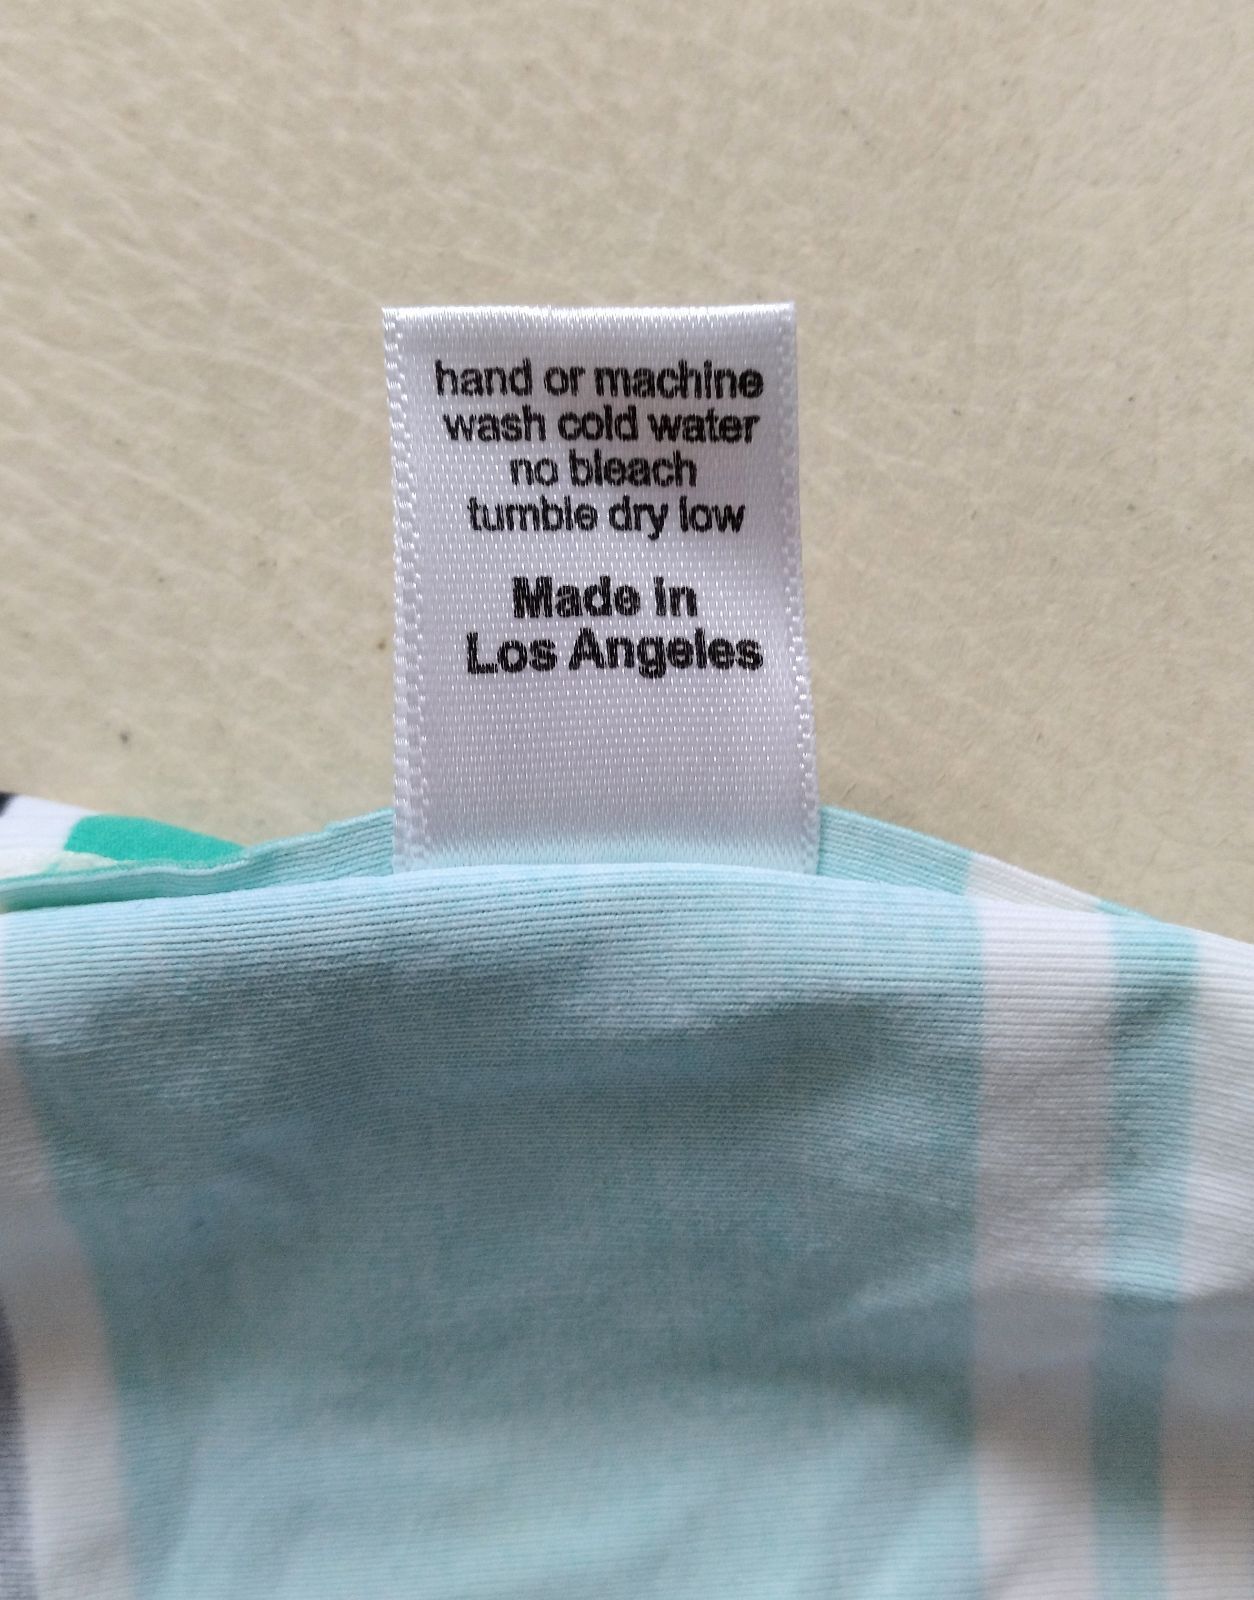 hand or machine
wash cold water
no bleach
tumble dry low
Made in
Los Angeles